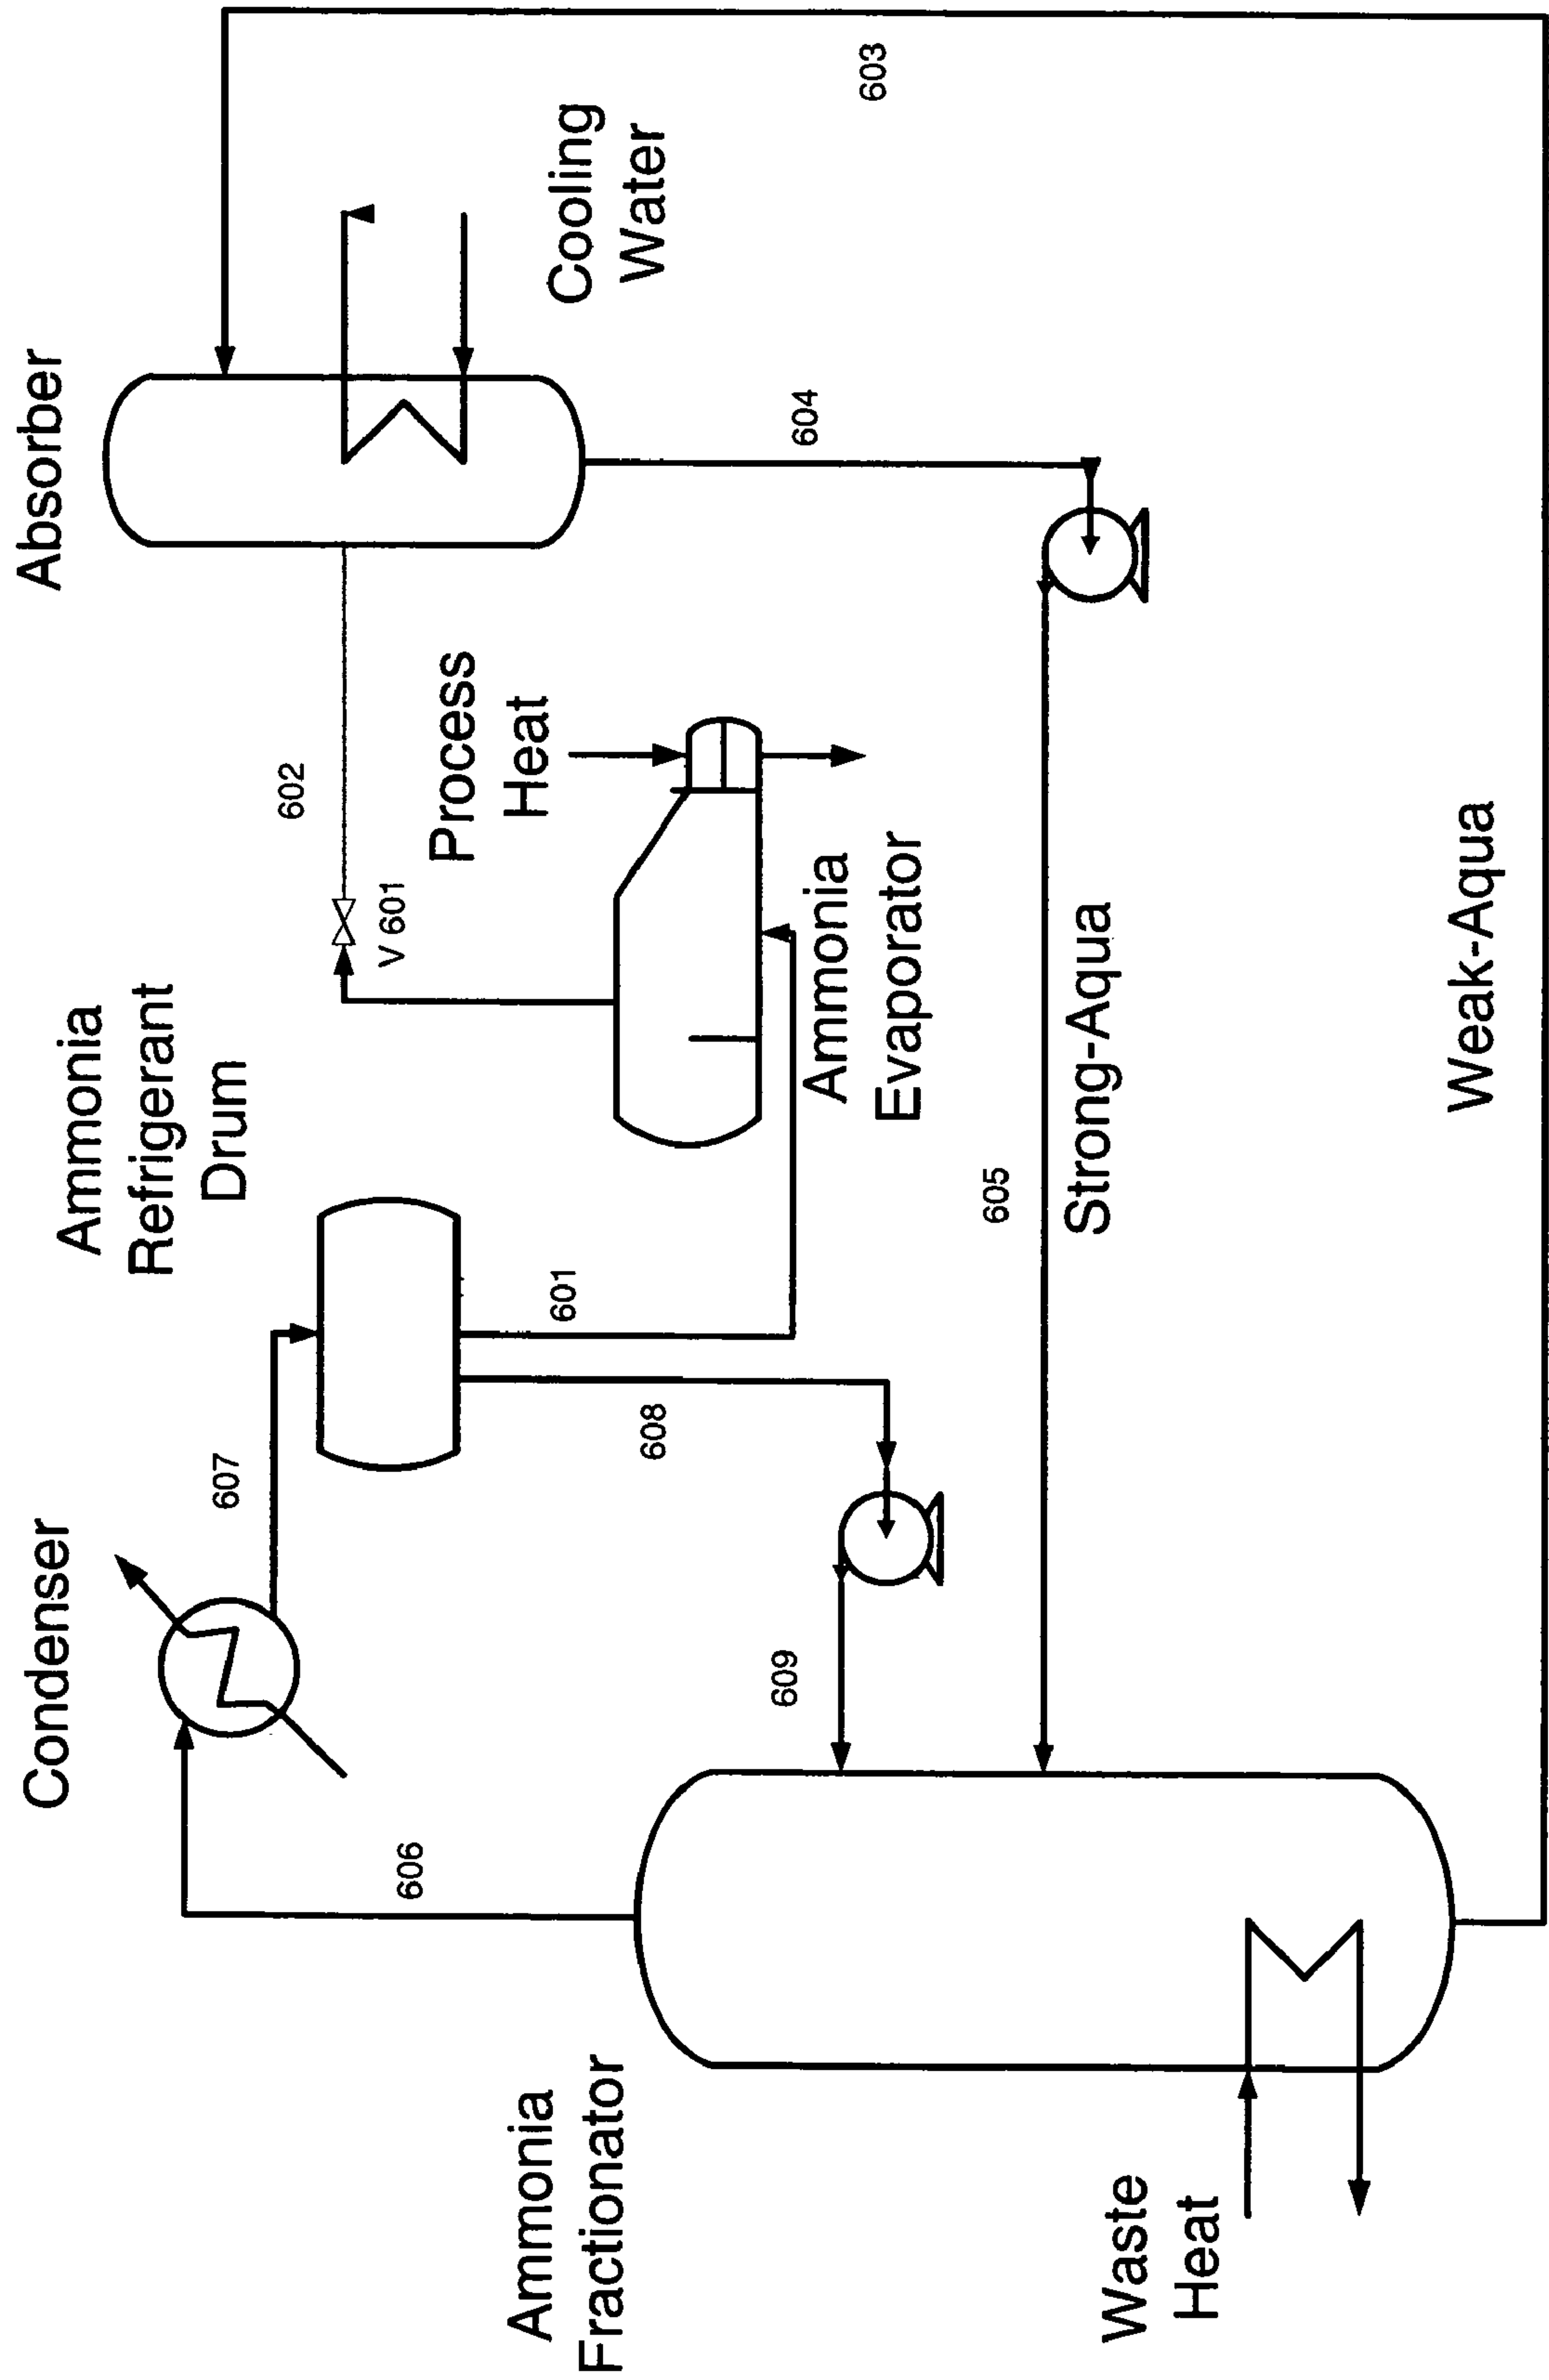 Ammonia
Fractionator
Waste
Heat
606
Condenser
607
609
608
Ammonia
Refrigerant
Drum
601
605
Strong-Aqua
Ammonia
Evaporator
V 601
602
Process
Heat
Absorber
604
Cooling
Water
603
Weak-Aqua